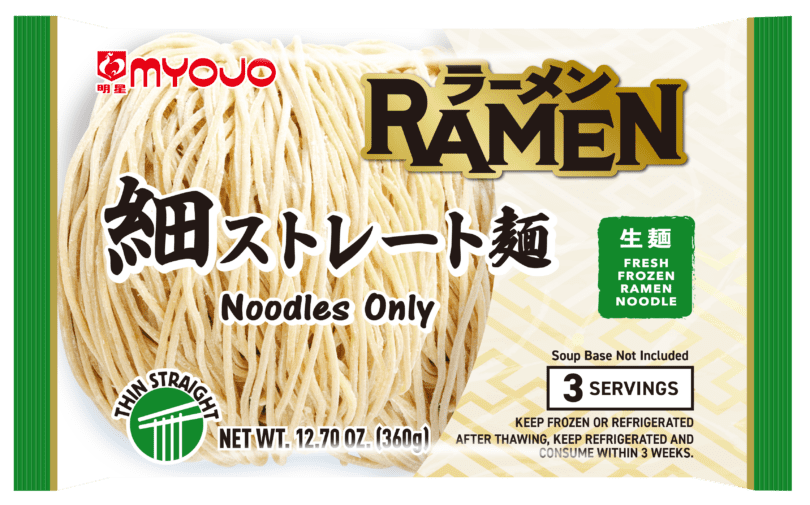 明星
MYOJO
ラーメン
RAMEN
細ストレート麺
Noodles Only
生麺
FRESH
FROZEN
RAMEN
NOODLE
Soup Base Not Included
3 SERVINGS
THIN STRAIGHT
NET WT. 12.70 OZ. (360g)
KEEP FROZEN OR REFRIGERATED
AFTER THAWING, KEEP REFRIGERATED AND
CONSUME WITHIN 3 WEEKS.